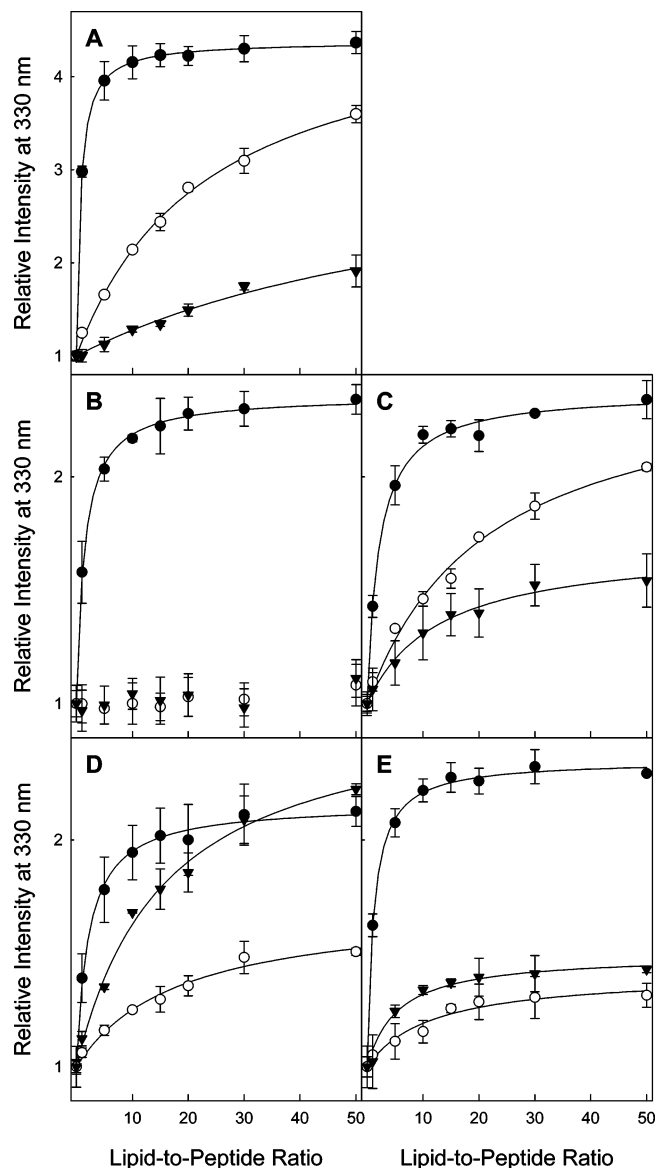 A
4
3
2
1
Relative Intensity at 330 nm
B
C
2
1
Relative Intensity at 330 nm
D
E
2
1
Relative Intensity at 330 nm
10 20 30 40 50 10 20 30 40 50
Lipid-to-Peptide Ratio Lipid-to-Peptide Ratio